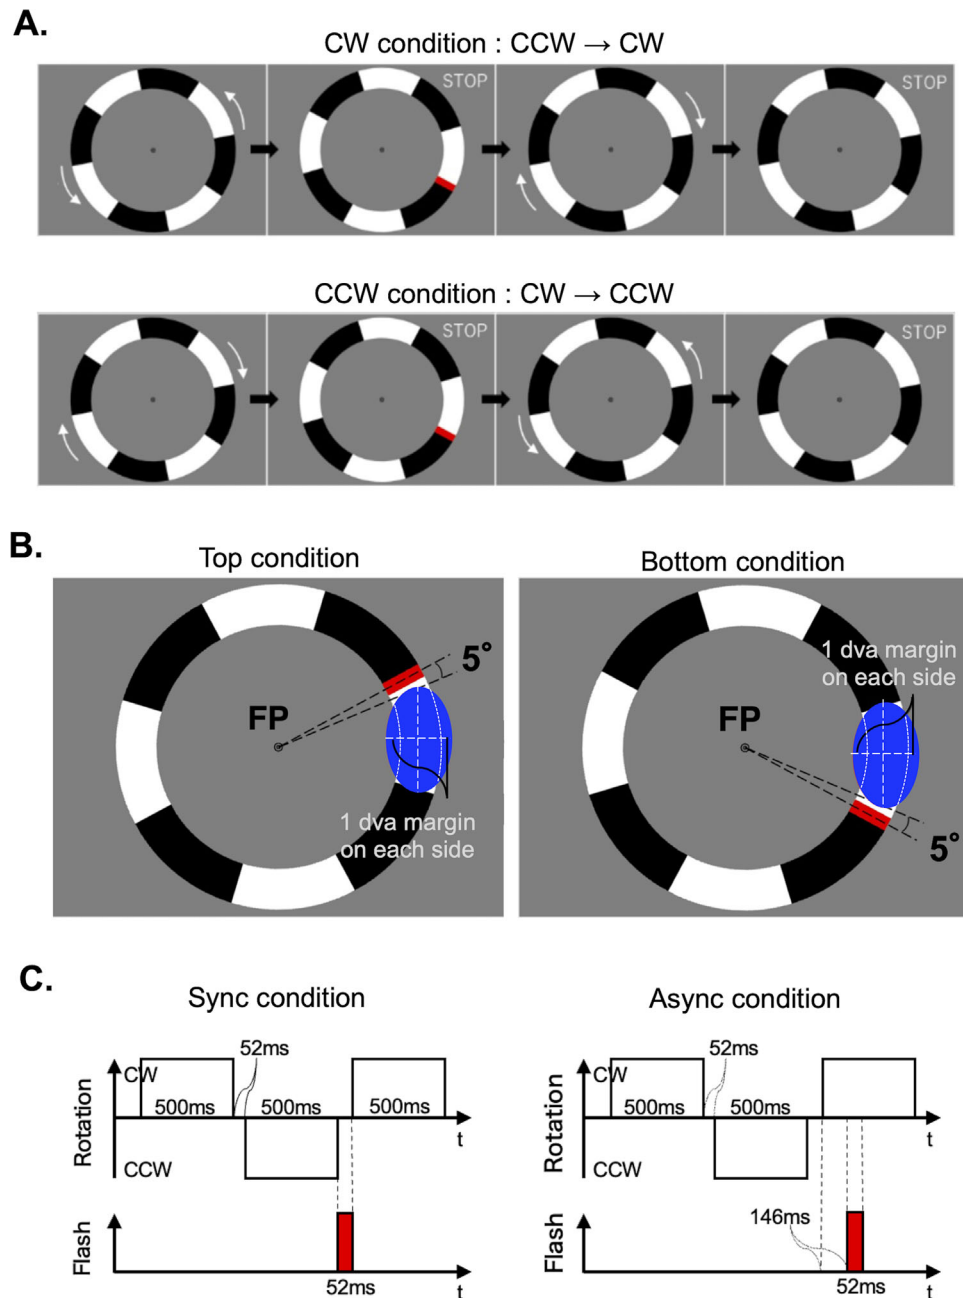 A.
CW condition : CCW → CW
STOP
STOP
CCW condition : CW → CCW
STOP
STOP
B.
Top condition
5°
FP
1 dva margin
on each side
Bottom condition
1 dva margin
on each side
FP
5°
C.
Sync condition
52ms
CW
500ms
500ms
500ms
t
Rotation
CCW
Flash
52ms
t
Async condition
52ms
CW
500ms
500ms
t
Rotation
CCW
146ms
Flash
52ms
t